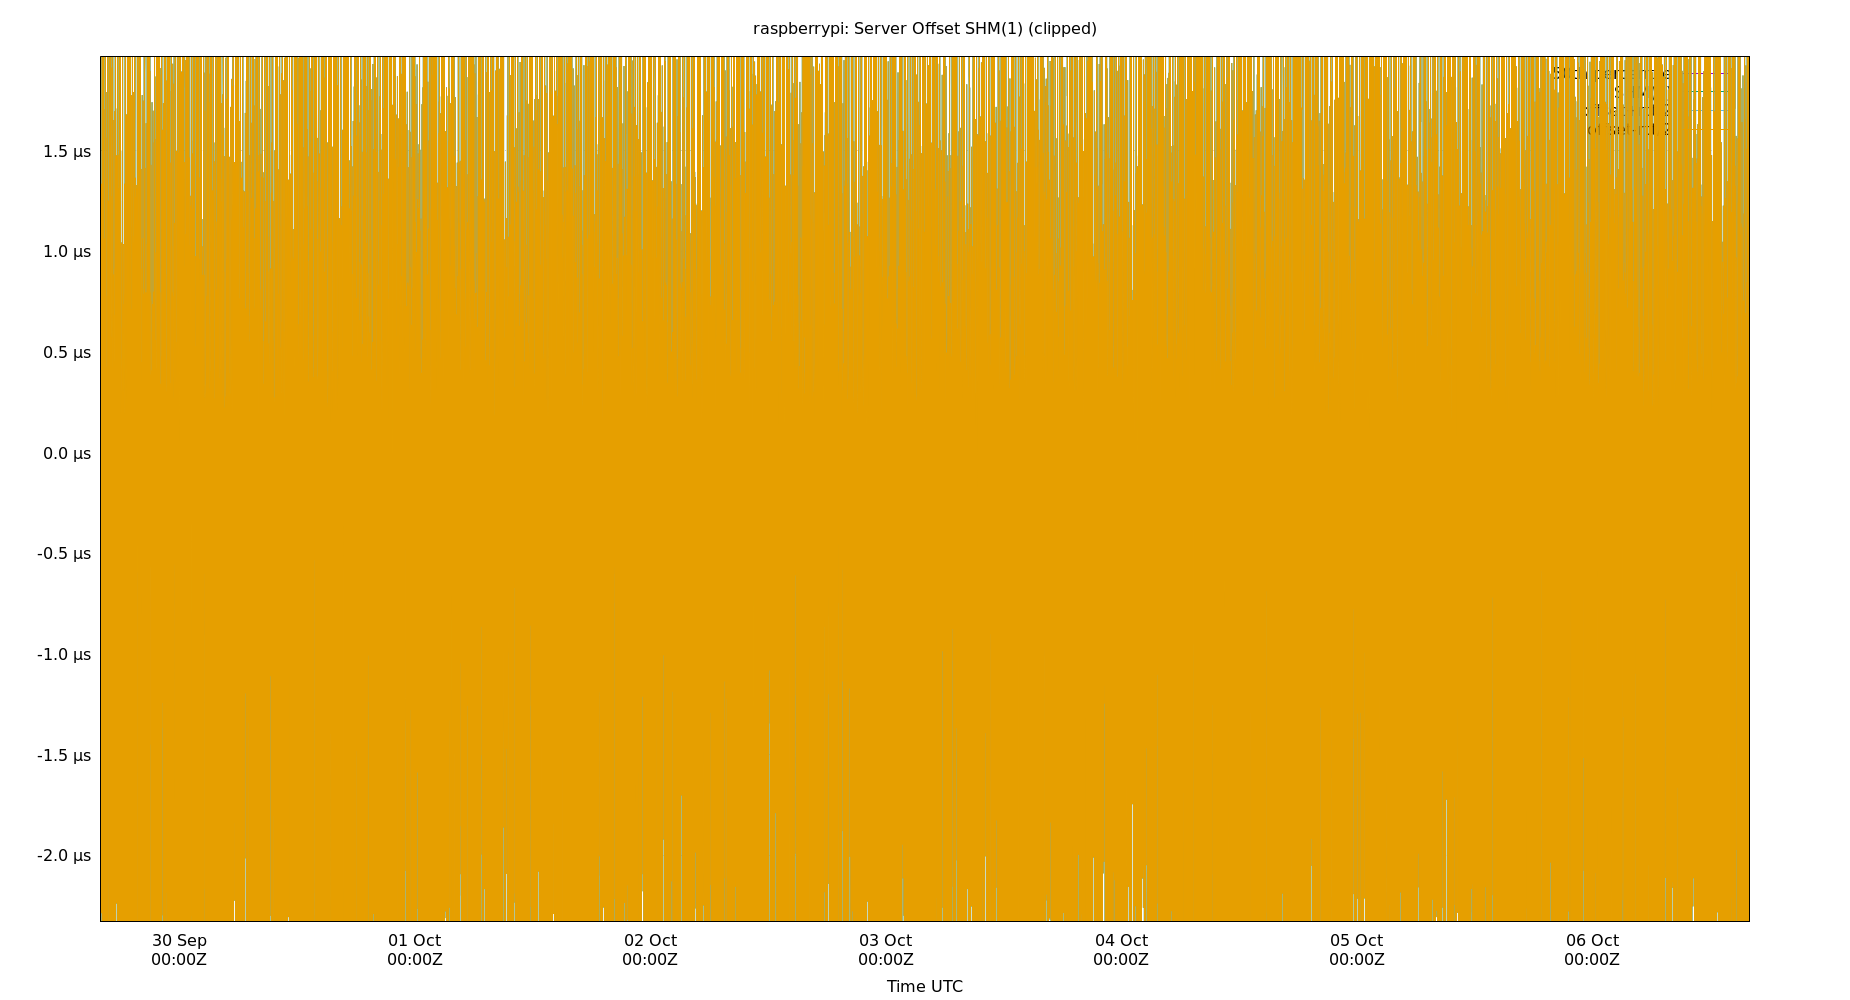 raspberrypi: Server Offset SHM(1) (clipped)
1.5 µs
1.0 µs
0.5 µs
0.0 µs
-0.5 µs
-1.0 µs
-1.5 µs
-2.0 µs
30 Sep 01 Oct 02 Oct 03 Oct 04 Oct 05 Oct 06 Oct
00:00Z 00:00Z 00:00Z 00:00Z 00:00Z 00:00Z 00:00Z
Time UTC